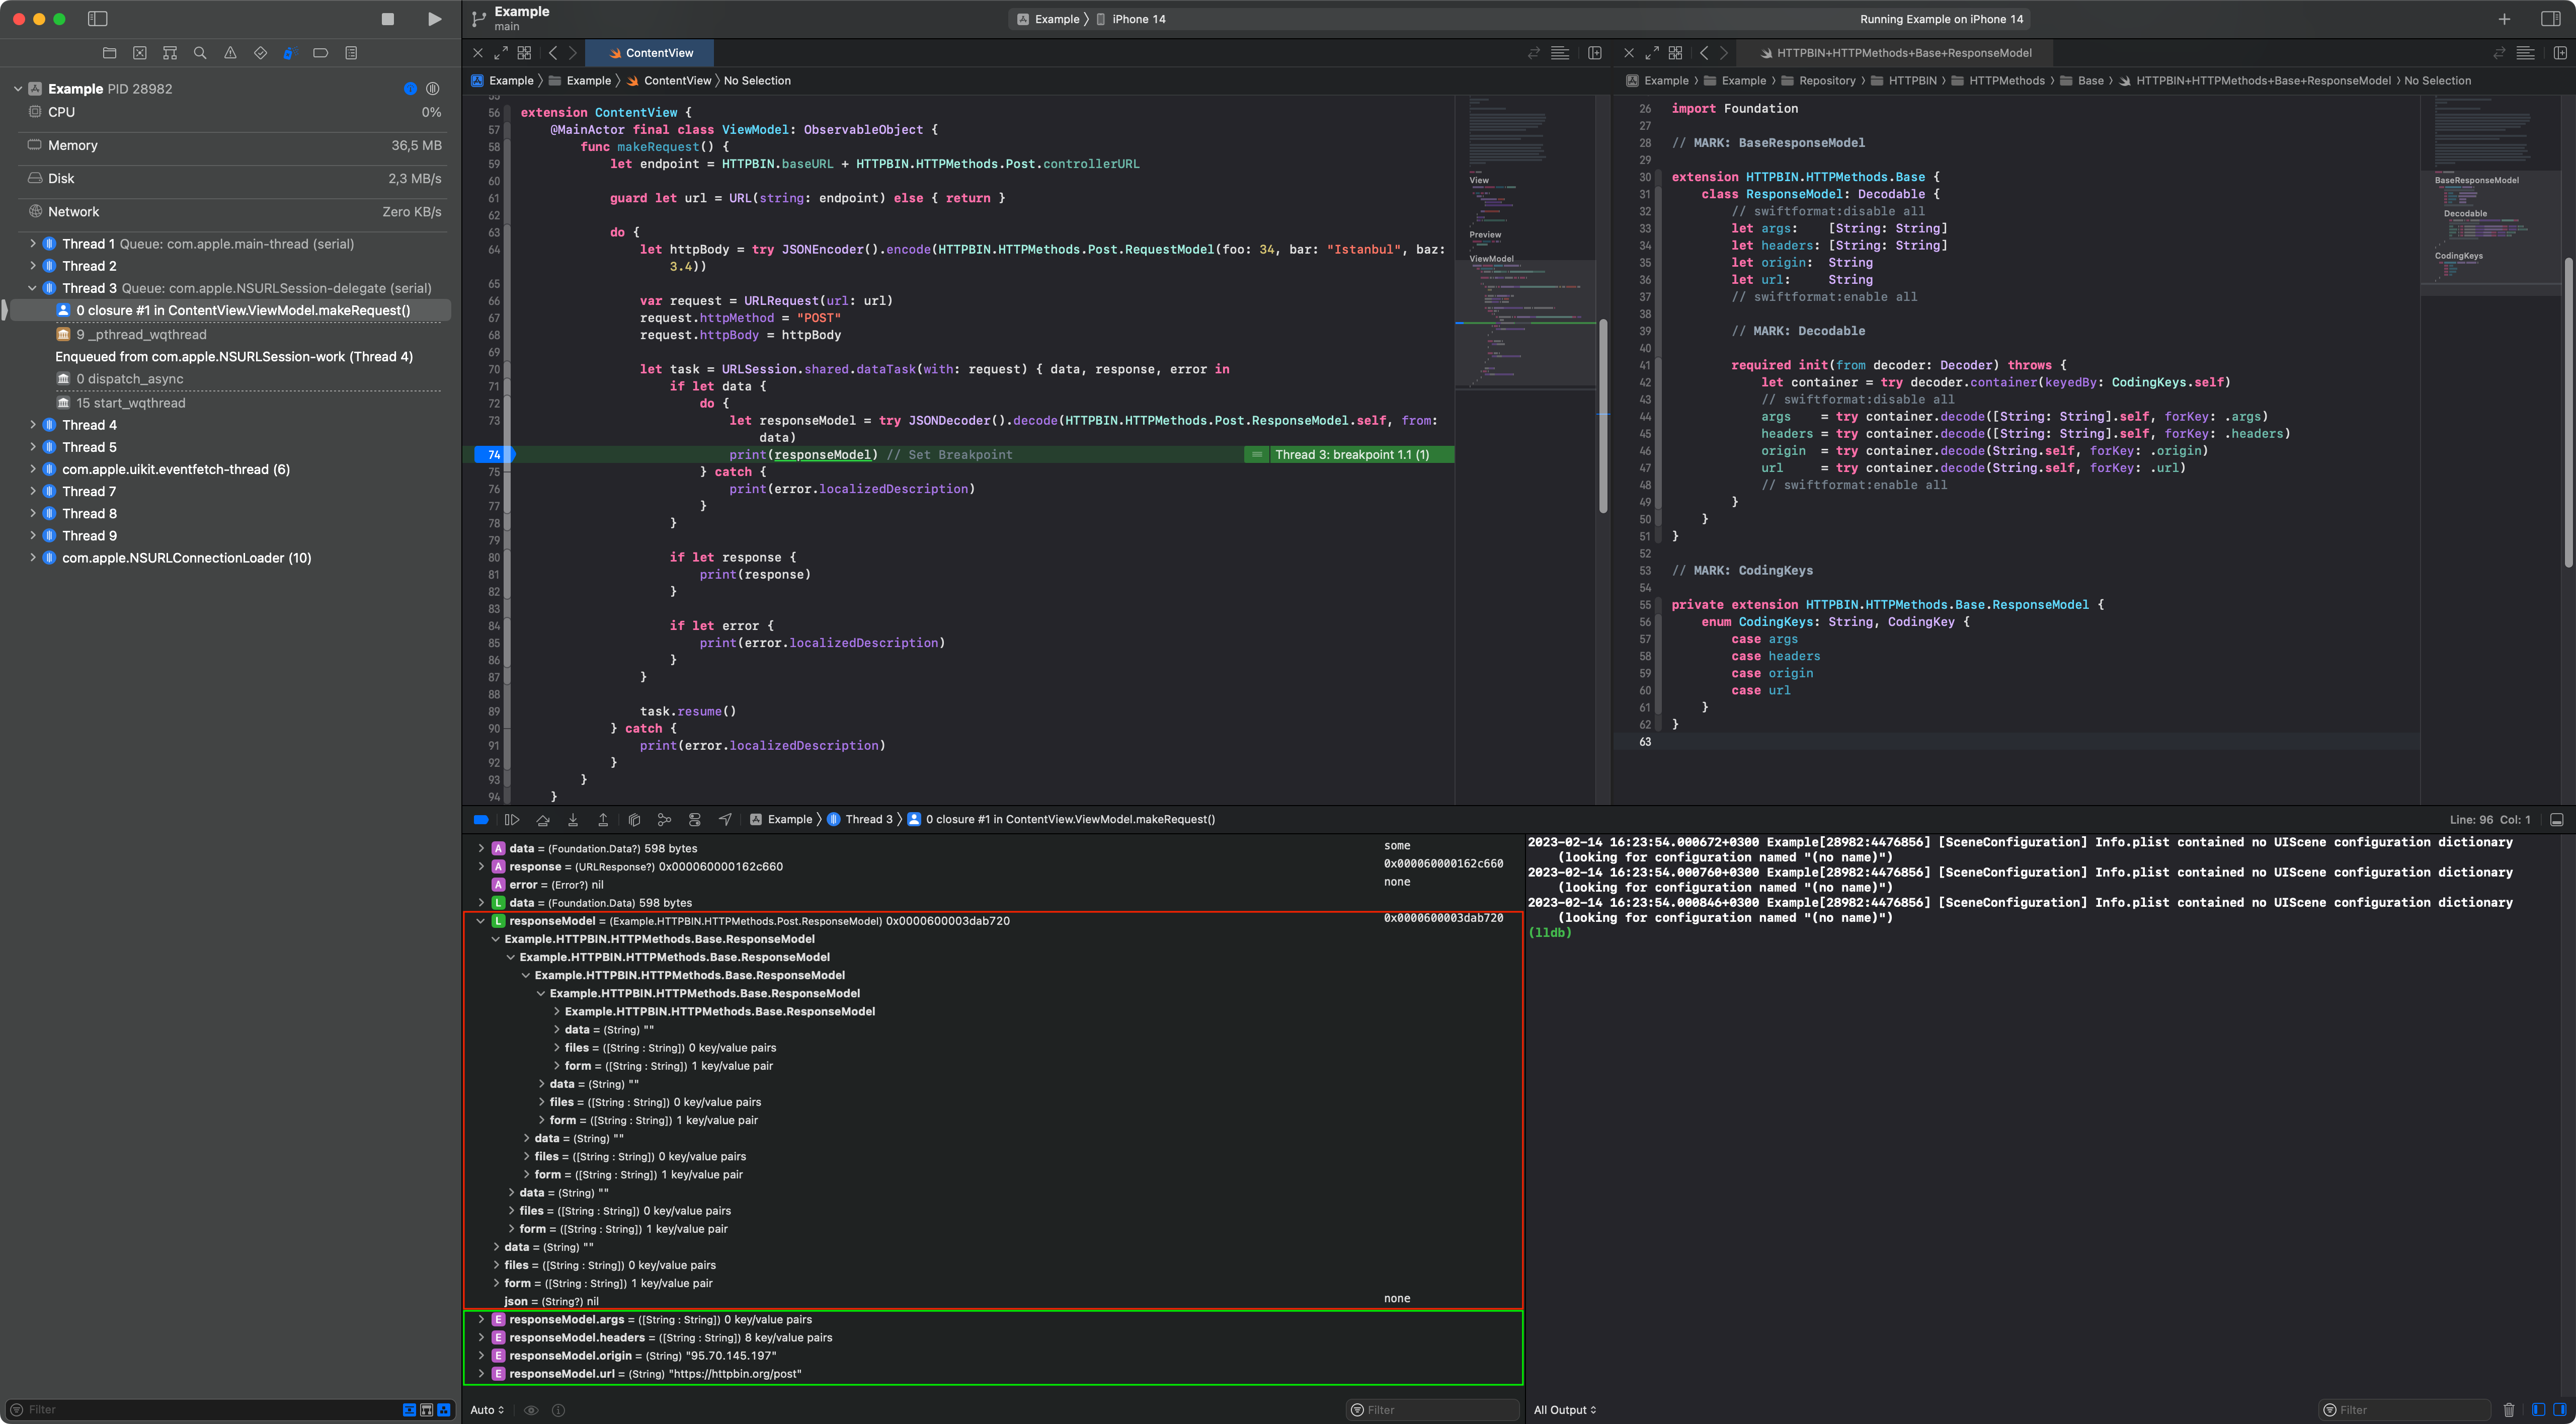 Example
main
Example 〉 iPhone 14
Running Example on iPhone 14
Example PID 28982
CPU 0%
Memory 36,5 MB
Disk 2,3 MB/s
Network Zero KB/s
Thread 1 Queue: com.apple.main-thread (serial)
Thread 2
Thread 3 Queue: com.apple.NSURLSession-delegate (serial)
0 closure #1 in ContentView.ViewModel.makeRequest()
9 _pthread_wqthread
Enqueued from com.apple.NSURLSession-work (Thread 4)
0 dispatch_async
15 start_wqthread
Thread 4
Thread 5
com.apple.uikit.eventfetch-thread (6)
Thread 7
Thread 8
Thread 9
com.apple.NSURLConnectionLoader (10)
Filter
ContentView
Example 〉 Example 〉 ContentView 〉 No Selection
55
56 extension ContentView {
57     @MainActor final class ViewModel: ObservableObject {
58         func makeRequest() {
59             let endpoint = HTTPBIN.baseURL + HTTPBIN.HTTPMethods.Post.controllerURL
60
61             guard let url = URL(string: endpoint) else { return }
62
63             do {
64                 let httpBody = try JSONEncoder().encode(HTTPBIN.HTTPMethods.Post.RequestModel(foo: 34, bar: "Istanbul", baz:
3.4))
65
66                 var request = URLRequest(url: url)
67                 request.httpMethod = "POST"
68                 request.httpBody = httpBody
69
70                 let task = URLSession.shared.dataTask(with: request) { data, response, error in
71                     if let data {
72                         do {
73                             let responseModel = try JSONDecoder().decode(HTTPBIN.HTTPMethods.Post.ResponseModel.self, from:
data)
74                             print(responseModel) // Set Breakpoint
Thread 3: breakpoint 1.1 (1)
75                         } catch {
76                             print(error.localizedDescription)
77                         }
78                     }
79
80                     if let response {
81                         print(response)
82                     }
83
84                     if let error {
85                         print(error.localizedDescription)
86                     }
87                 }
88
89                 task.resume()
90             } catch {
91                 print(error.localizedDescription)
92             }
93         }
94     }
View
Preview
ViewModel
HTTPBIN+HTTPMethods+Base+ResponseModel
Example 〉 Example 〉 Repository 〉 HTTPBIN 〉 HTTPMethods 〉 Base 〉 HTTPBIN+HTTPMethods+Base+ResponseModel 〉 No Selection
26 import Foundation
27
28 // MARK: BaseResponseModel
29
30 extension HTTPBIN.HTTPMethods.Base {
31     class ResponseModel: Decodable {
32         // swiftformat:disable all
33         let args:    [String: String]
34         let headers: [String: String]
35         let origin:  String
36         let url:     String
37         // swiftformat:enable all
38
39         // MARK: Decodable
40
41         required init(from decoder: Decoder) throws {
42             let container = try decoder.container(keyedBy: CodingKeys.self)
43             // swiftformat:disable all
44             args    = try container.decode([String: String].self, forKey: .args)
45             headers = try container.decode([String: String].self, forKey: .headers)
46             origin  = try container.decode(String.self, forKey: .origin)
47             url     = try container.decode(String.self, forKey: .url)
48             // swiftformat:enable all
49         }
50     }
51 }
52
53 // MARK: CodingKeys
54
55 private extension HTTPBIN.HTTPMethods.Base.ResponseModel {
56     enum CodingKeys: String, CodingKey {
57         case args
58         case headers
59         case origin
60         case url
61     }
62 }
63
BaseResponseModel
Decodable
CodingKeys
Example 〉 Thread 3 〉 0 closure #1 in ContentView.ViewModel.makeRequest()
Line: 96 Col: 1
A data = (Foundation.Data?) 598 bytes some
A response = (URLResponse?) 0x000060000162c660 0x000060000162c660
A error = (Error?) nil none
L data = (Foundation.Data) 598 bytes
L responseModel = (Example.HTTPBIN.HTTPMethods.Post.ResponseModel) 0x0000600003dab720 0x0000600003dab720
Example.HTTPBIN.HTTPMethods.Base.ResponseModel
Example.HTTPBIN.HTTPMethods.Base.ResponseModel
Example.HTTPBIN.HTTPMethods.Base.ResponseModel
Example.HTTPBIN.HTTPMethods.Base.ResponseModel
Example.HTTPBIN.HTTPMethods.Base.ResponseModel
data = (String) ""
files = ([String : String]) 0 key/value pairs
form = ([String : String]) 1 key/value pair
data = (String) ""
files = ([String : String]) 0 key/value pairs
form = ([String : String]) 1 key/value pair
data = (String) ""
files = ([String : String]) 0 key/value pairs
form = ([String : String]) 1 key/value pair
data = (String) ""
files = ([String : String]) 0 key/value pairs
form = ([String : String]) 1 key/value pair
data = (String) ""
files = ([String : String]) 0 key/value pairs
form = ([String : String]) 1 key/value pair
json = (String?) nil none
E responseModel.args = ([String : String]) 0 key/value pairs
E responseModel.headers = ([String : String]) 8 key/value pairs
E responseModel.origin = (String) "95.70.145.197"
E responseModel.url = (String) "https://httpbin.org/post"
Auto
Filter
2023-02-14 16:23:54.000672+0300 Example[28982:4476856] [SceneConfiguration] Info.plist contained no UIScene configuration dictionary
(looking for configuration named "(no name)")
2023-02-14 16:23:54.000760+0300 Example[28982:4476856] [SceneConfiguration] Info.plist contained no UIScene configuration dictionary
(looking for configuration named "(no name)")
2023-02-14 16:23:54.000846+0300 Example[28982:4476856] [SceneConfiguration] Info.plist contained no UIScene configuration dictionary
(looking for configuration named "(no name)")
(lldb)
All Output
Filter